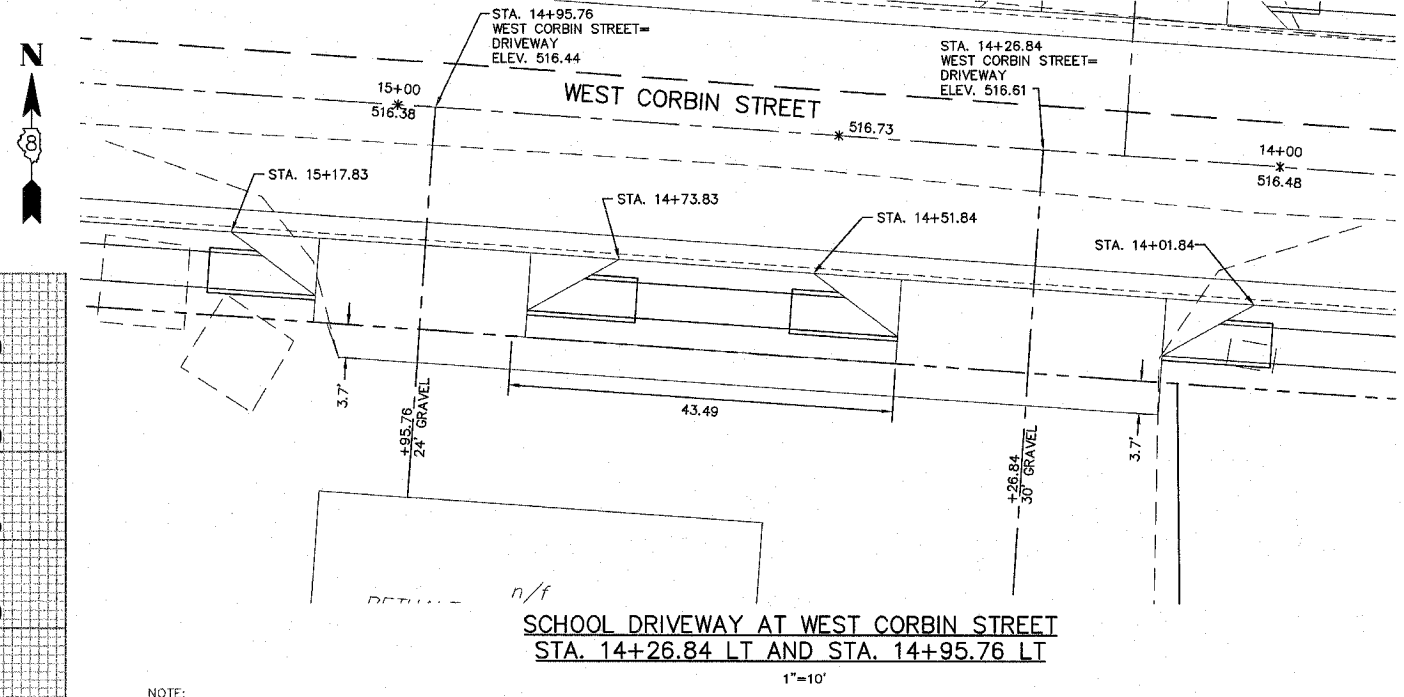 STA. 14+95.76
WEST CORBIN STREET=
DRIVEWAY
ELEV. 516.44
STA. 14+26.84
WEST CORBIN STREET=
DRIVEWAY
ELEV. 516.61
N
8
15+00
516.38
WEST CORBIN STREET
516.73
14+00
516.48
STA. 15+17.83
STA. 14+73.83
STA. 14+51.84
STA. 14+01.84
3.7'
43.49
3.7'
+95.76
24' GRAVEL
+26.84
30' GRAVEL
n/f
SCHOOL DRIVEWAY AT WEST CORBIN STREET
STA. 14+26.84 LT AND STA. 14+95.76 LT
1"=10'
NOTE: